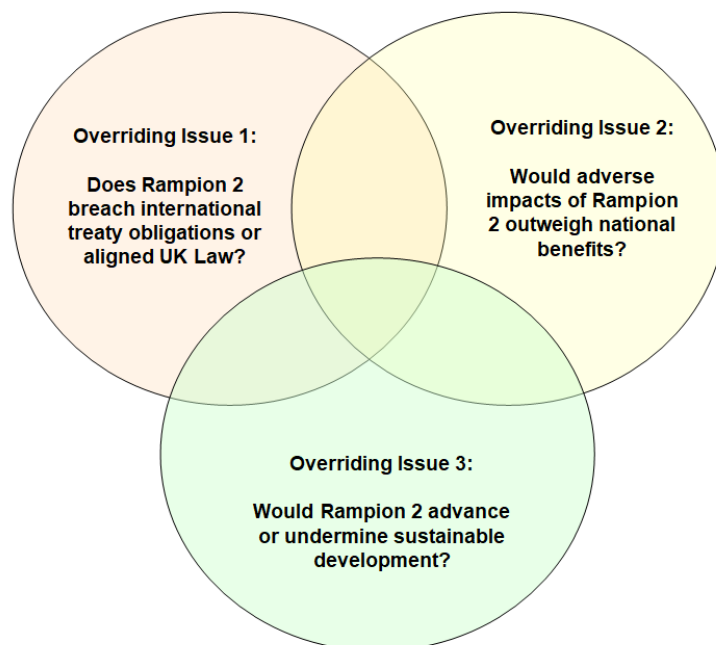 Overriding Issue 1:
Does Rampion 2
breach international
treaty obligations or
aligned UK Law?
Overriding Issue 2:
Would adverse
impacts of Rampion
2 outweigh national
benefits?
Overriding Issue 3:
Would Rampion 2 advance
or undermine sustainable
development?